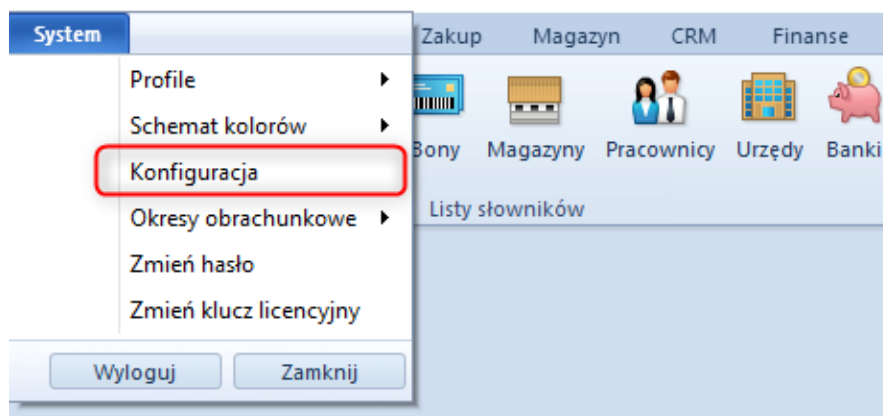 System
Zakup Magazyn CRM Finanse
Profile
Schemat kolorów
Konfiguracja
Okresy obrachunkowe
Zmień hasło
Zmień klucz licencyjny
Wyloguj Zamknij
Bony Magazyny Pracownicy Urzędy Banki
Listy słowników